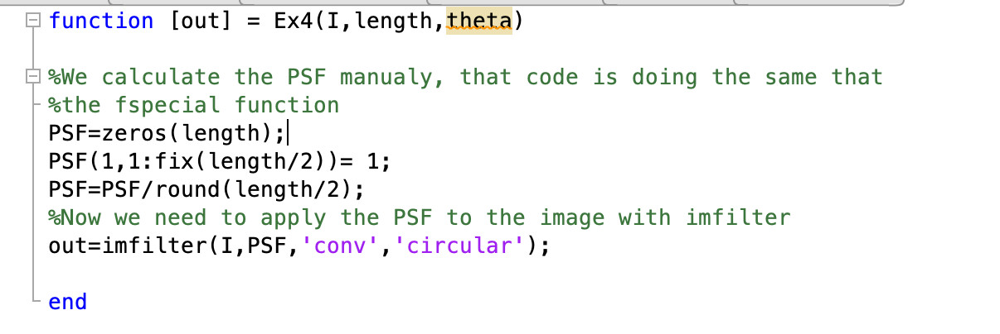 function [out] = Ex4(I,length,theta)
%We calculate the PSF manualy, that code is doing the same that
%the fspecial function
PSF=zeros(length);
PSF(1,1:fix(length/2))= 1;
PSF=PSF/round(length/2);
%Now we need to apply the PSF to the image with imfilter
out=imfilter(I,PSF,'conv','circular');
end